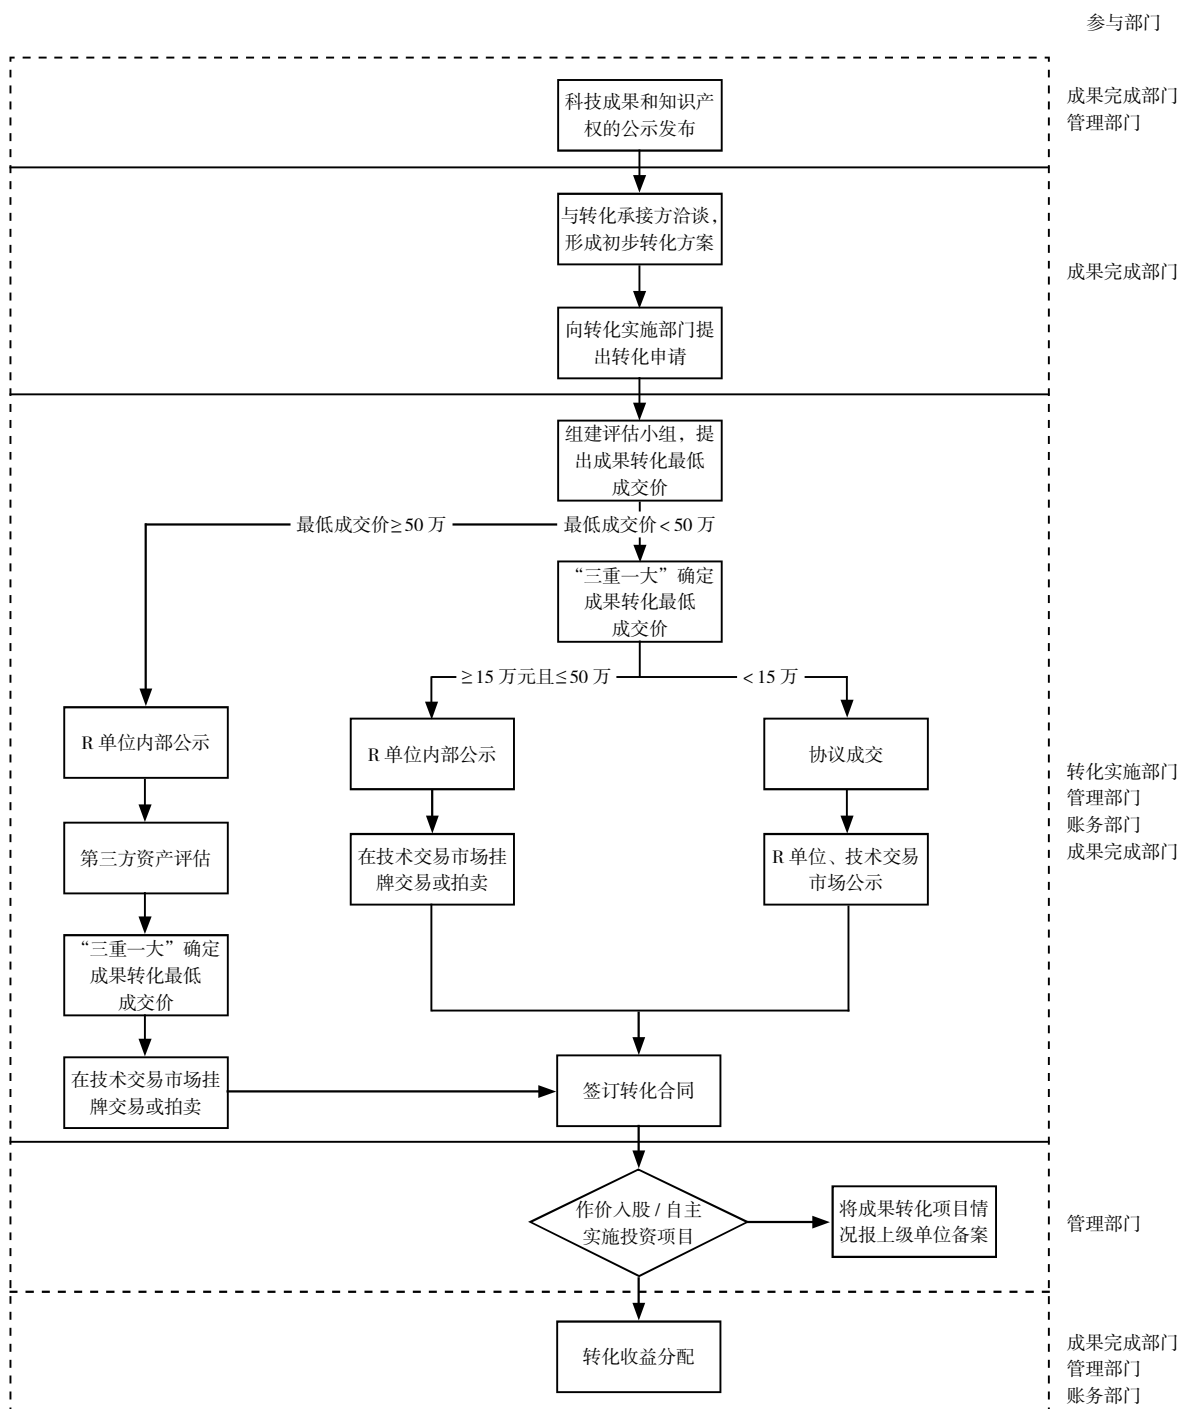 参与部门
科技成果和知识产
权的公示发布
成果完成部门
管理部门
与转化承接方洽谈，
形成初步转化方案
成果完成部门
向转化实施部门提
出转化申请
组建评估小组，提
出成果转化最低
成交价
最低成交价≧50 万
最低成交价<50 万
“三重一大”确定
成果转化最低
成交价
≧15 万元且≦50 万
<15 万
R 单位内部公示
R 单位内部公示
协议成交
转化实施部门
管理部门
账务部门
成果完成部门
第三方资产评估
在技术交易市场挂
牌交易或拍卖
R 单位、技术交易
市场公示
“三重一大”确定
成果转化最低
成交价
在技术交易市场挂
牌交易或拍卖
签订转化合同
作价入股 / 自主
实施投资项目
将成果转化项目情
况报上级单位备案
管理部门
转化收益分配
成果完成部门
管理部门
账务部门